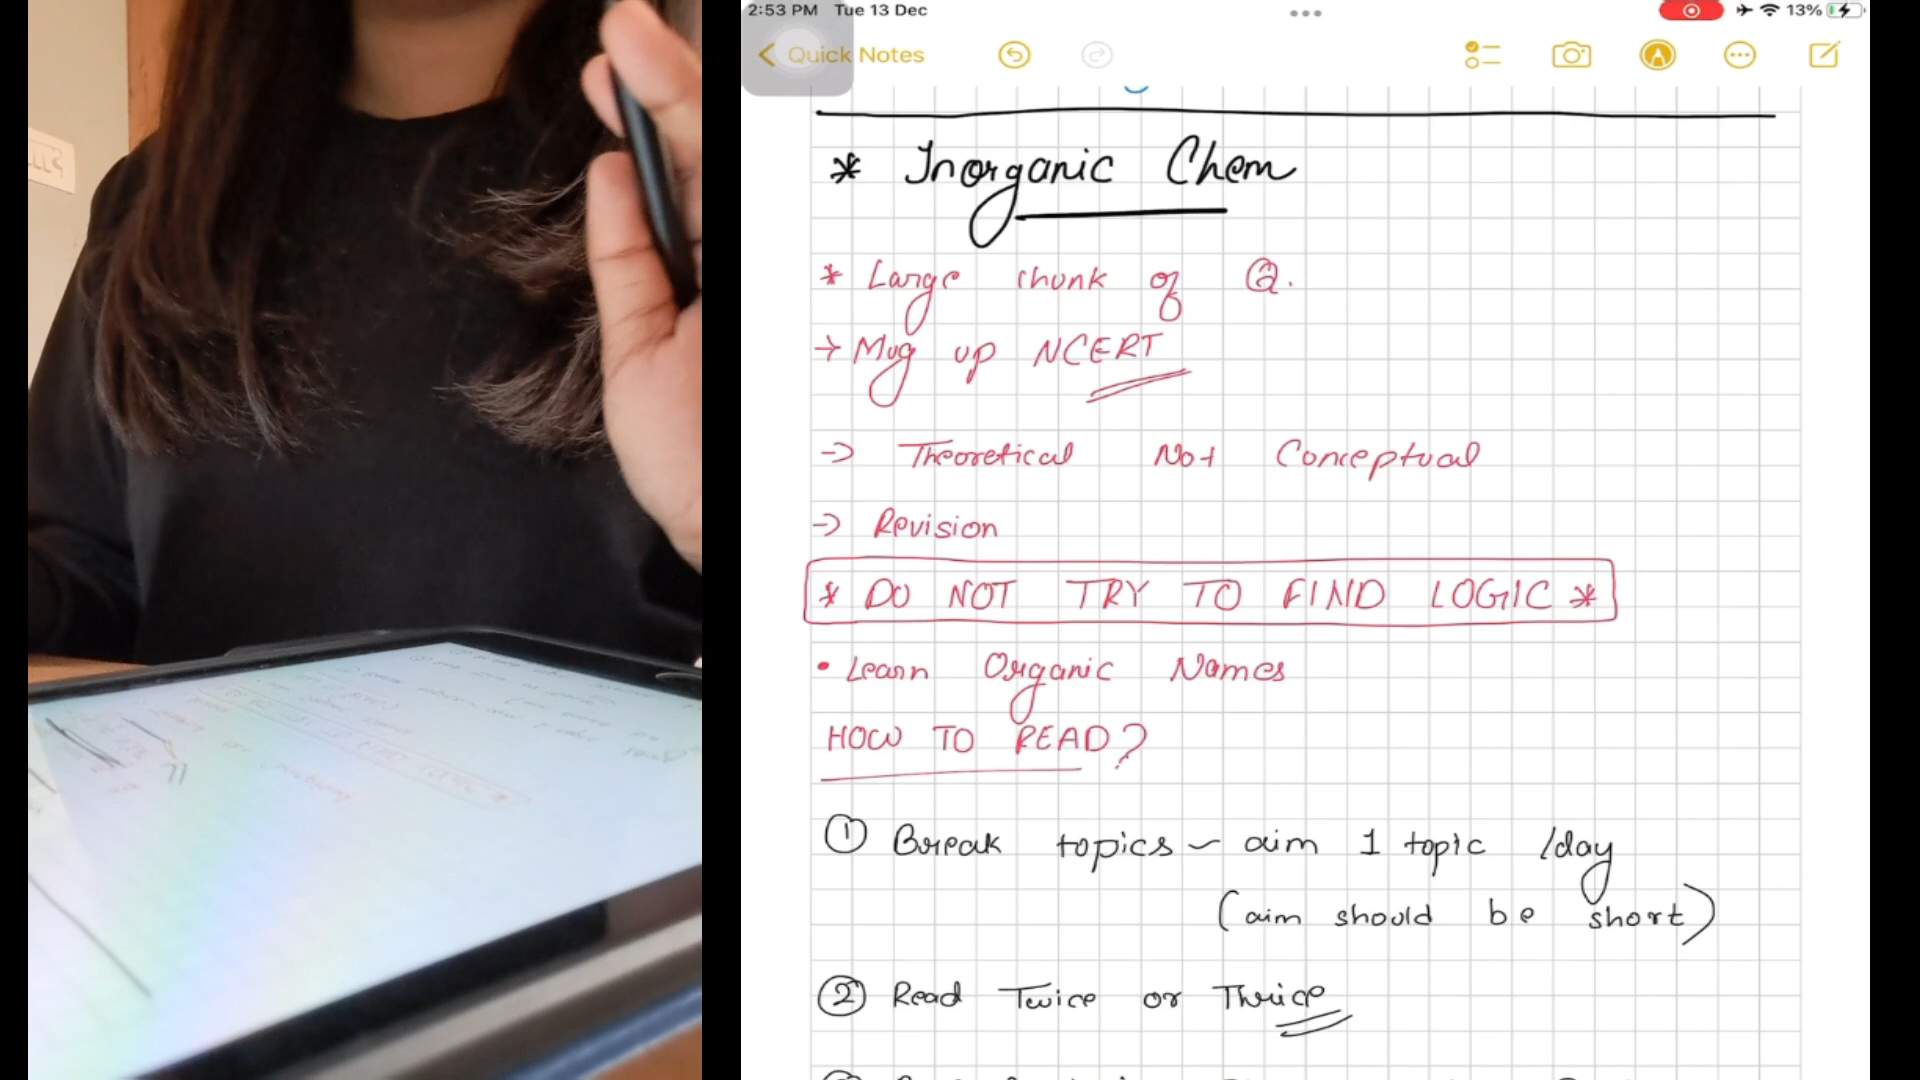 2:53 PM Tue 13 Dec
13%
Quick Notes
* Inorganic Chem
* Large chunk of Q.
→ Mug up NCERT
→ Theoretical Not Conceptual
→ Revision
* DO NOT TRY TO FIND LOGIC *
• Learn Organic Names
HOW TO READ?
① Break topics ~ aim 1 topic /day
(aim should be short)
② Read Twice or Thrice